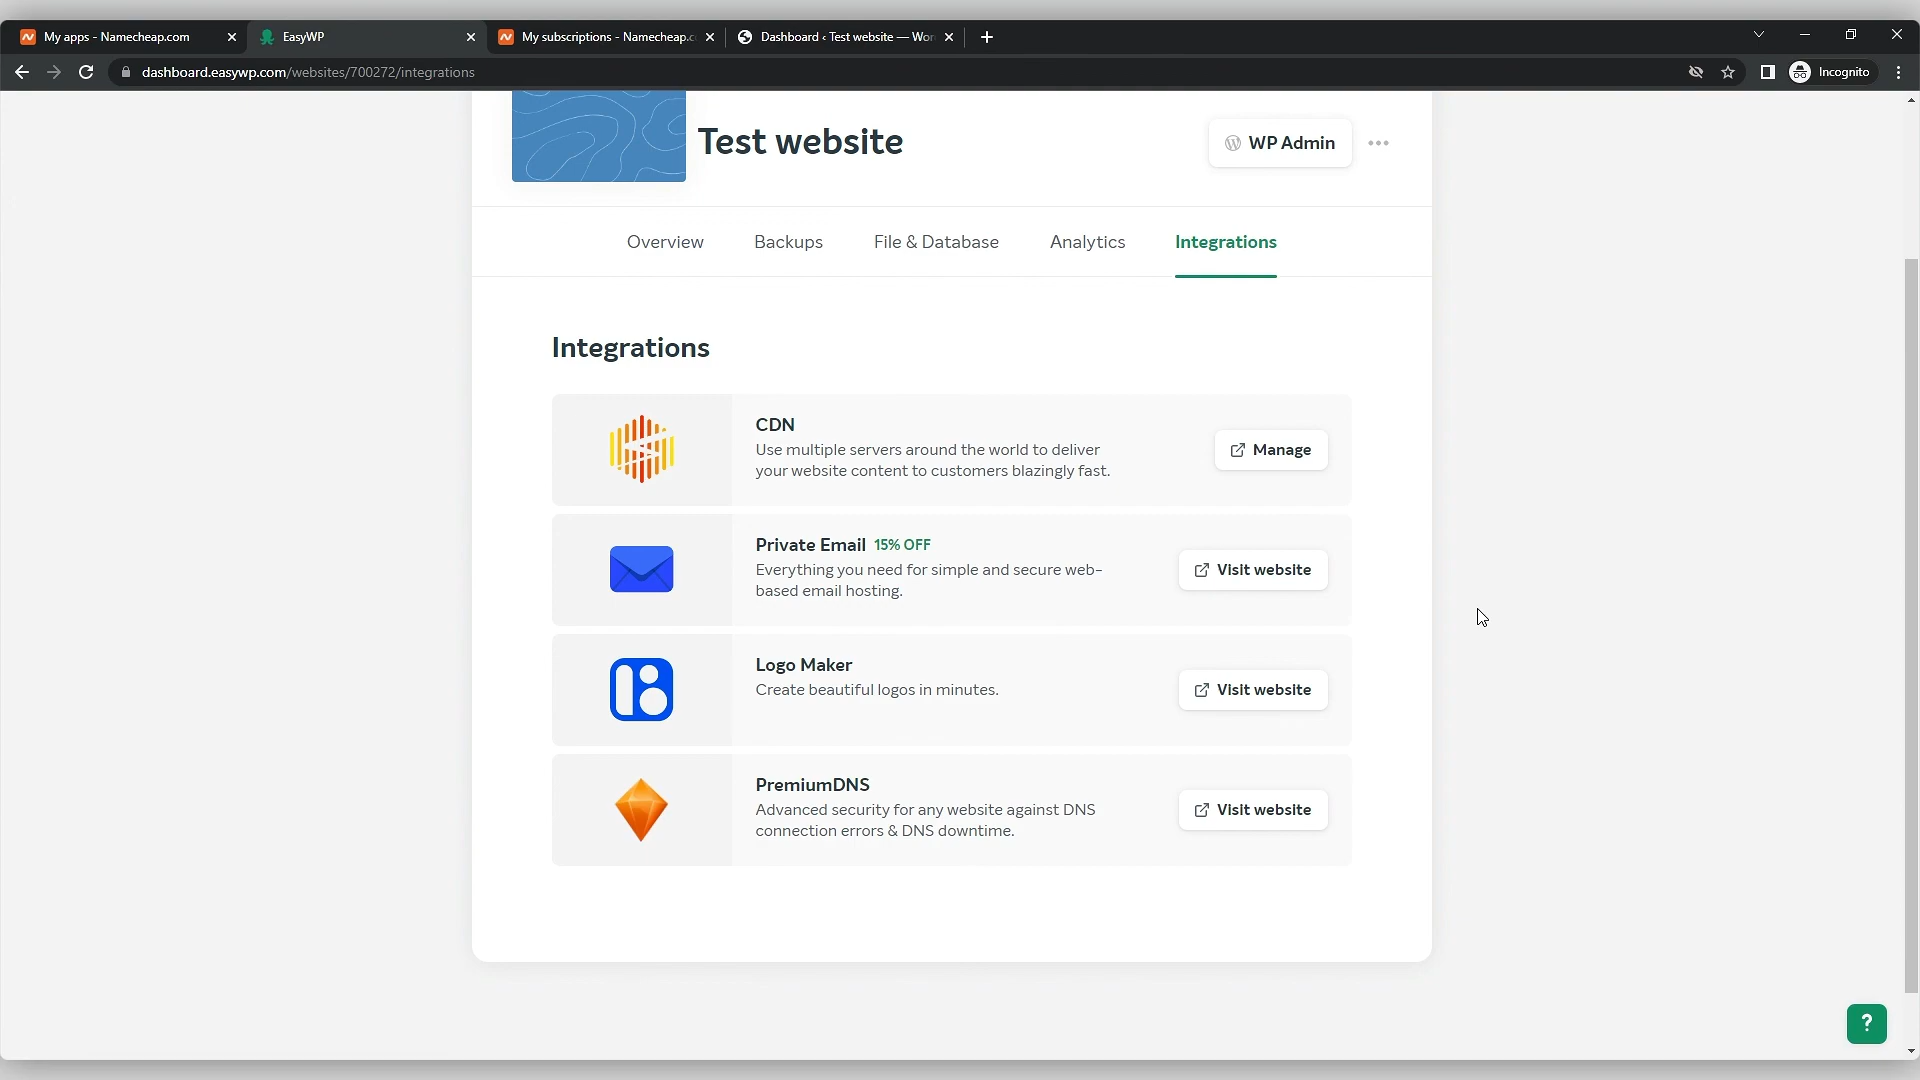 My apps - Namecheap.com
EasyWP
My subscriptions - Namecheap.c
Dashboard ‹ Test website — Wor
dashboard.easywp.com/websites/700272/integrations
Incognito
Test website
WP Admin
Overview
Backups
File & Database
Analytics
Integrations
Integrations
CDN
Use multiple servers around the world to deliver
your website content to customers blazingly fast.
Manage
Private Email 15% OFF
Everything you need for simple and secure web-
based email hosting.
Visit website
Logo Maker
Create beautiful logos in minutes.
Visit website
PremiumDNS
Advanced security for any website against DNS
connection errors & DNS downtime.
Visit website
?